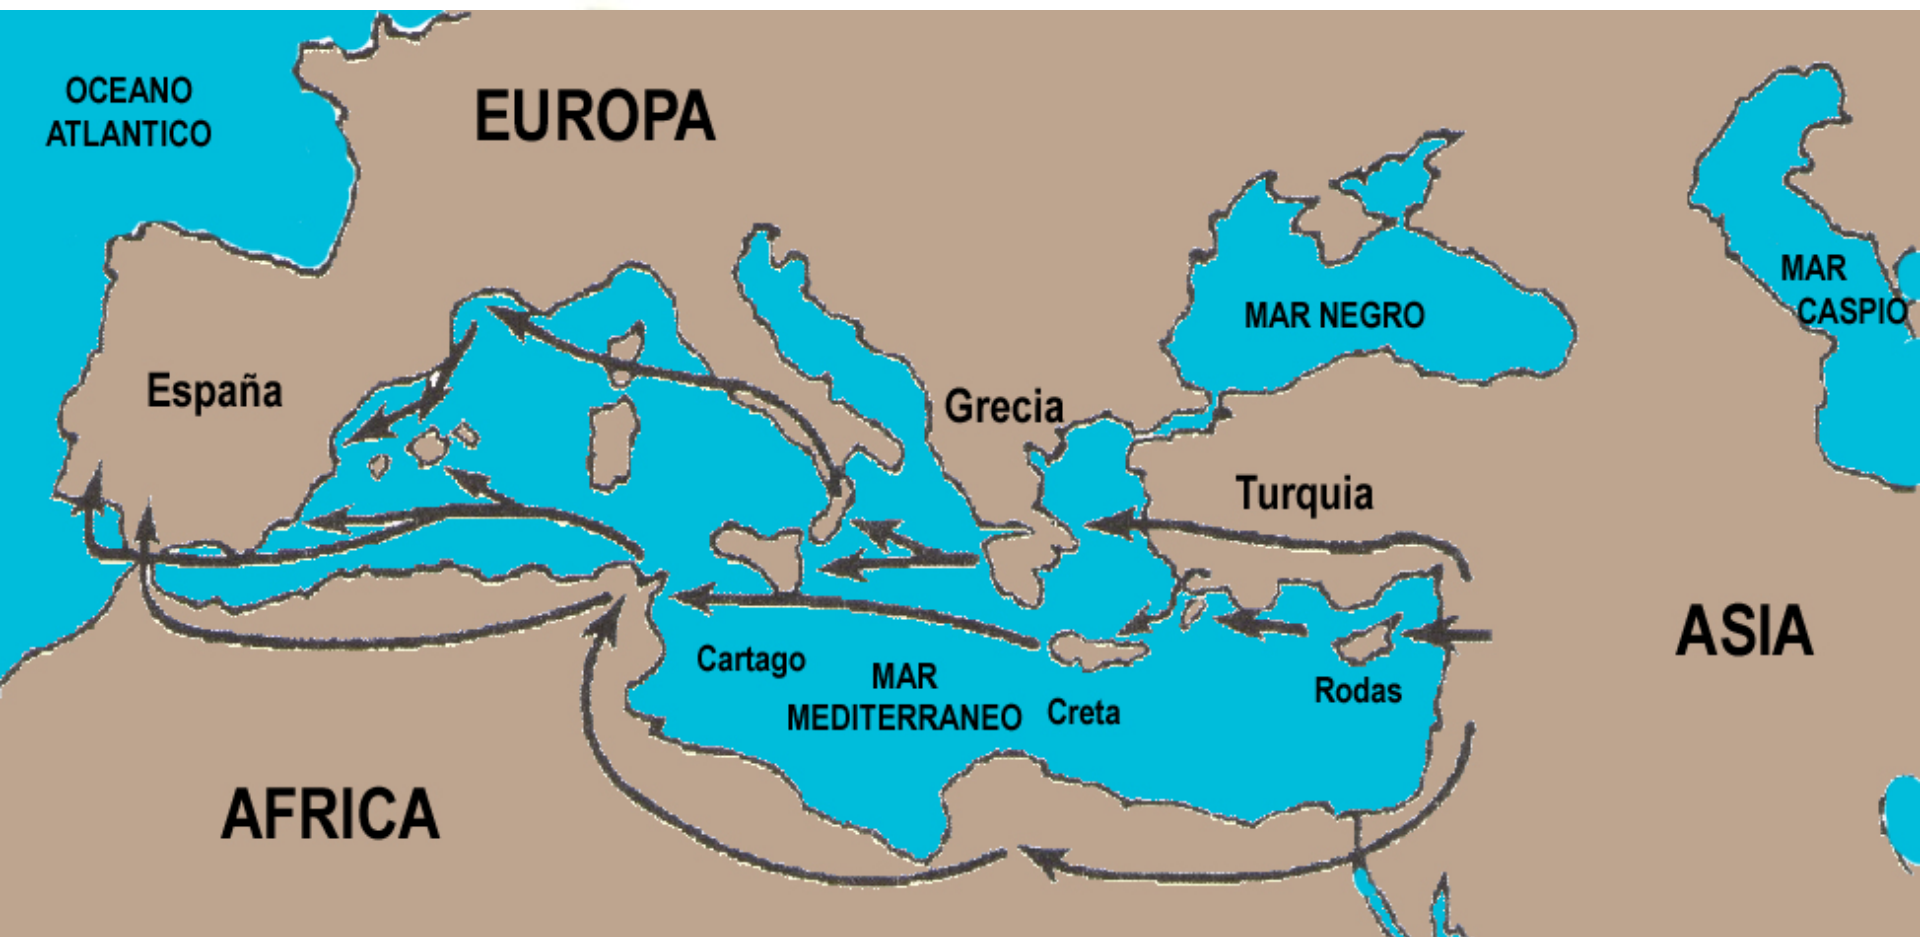 OCEANO
ATLANTICO
EUROPA
MAR
CASPIO
MAR NEGRO
España
Grecia
Turquia
ASIA
Cartago
MAR
MEDITERRANEO
Creta
Rodas
AFRICA